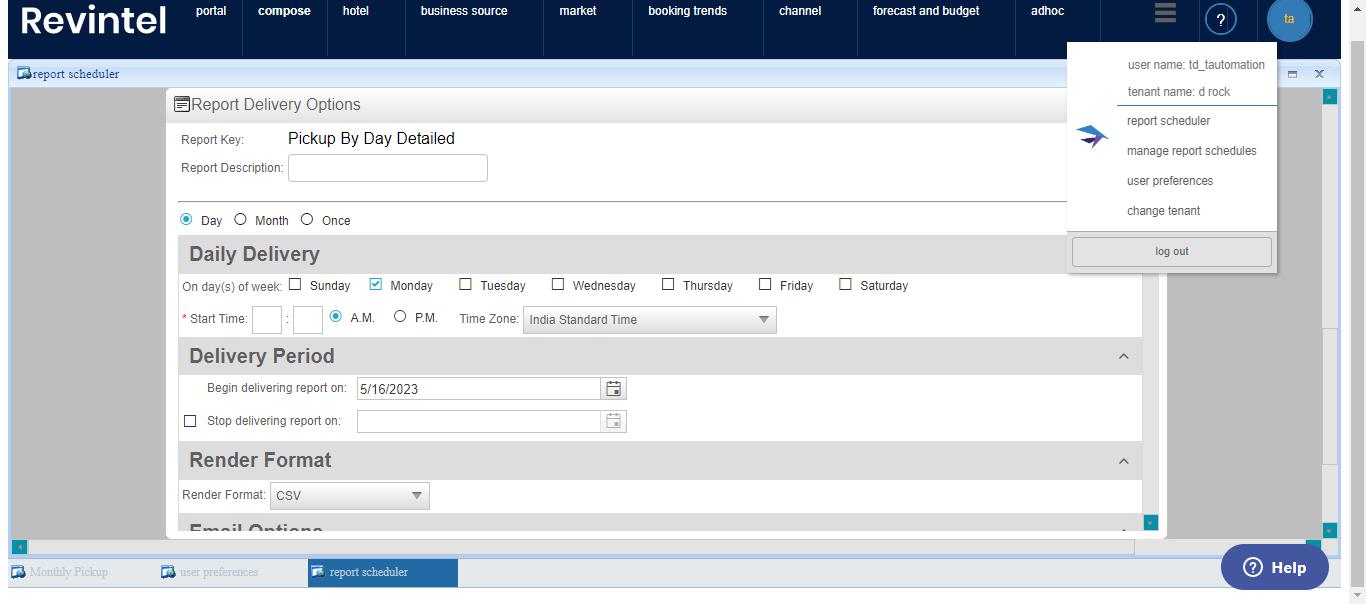 Revintel
portal compose hotel business source market booking trends channel forecast and budget adhoc ? ta
report scheduler
user name: td_tautomation
tenant name: d rock
report scheduler
manage report schedules
user preferences
change tenant
log out
Report Delivery Options
Report Key: Pickup By Day Detailed
Report Description:
Day Month Once
Daily Delivery
On day(s) of week: Sunday Monday Tuesday Wednesday Thursday Friday Saturday
* Start Time: : A.M. P.M. Time Zone: India Standard Time
Delivery Period
Begin delivering report on: 5/16/2023
Stop delivering report on:
Render Format
Render Format: CSV
Email Options
Monthly Pickup user preferences report scheduler
? Help